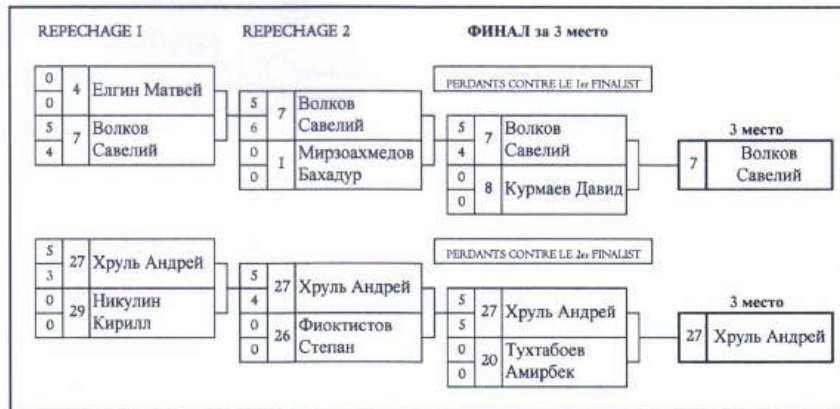 REPECHAGE 1 REPECHAGE 2 ФИНАЛ за 3 место
PERDANTS CONTRE LE 1er FINALIST
0
0
4
Елгин Матвей
5
4
7
Волков
Савелий
5
6
7
Волков
Савелий
0
0
1
Мирзоахмедов
Бахадур
5
4
7
Волков
Савелий
0
0
8
Курмаев Давид
3 место
7
Волков
Савелий
PERDANTS CONTRE LE 2er FINALIST
5
3
27
Хруль Андрей
0
0
29
Никулин
Кирилл
5
4
27
Хруль Андрей
0
0
26
Фиоктистов
Степан
5
5
27
Хруль Андрей
0
0
20
Тухтабоев
Амирбек
3 место
27
Хруль Андрей